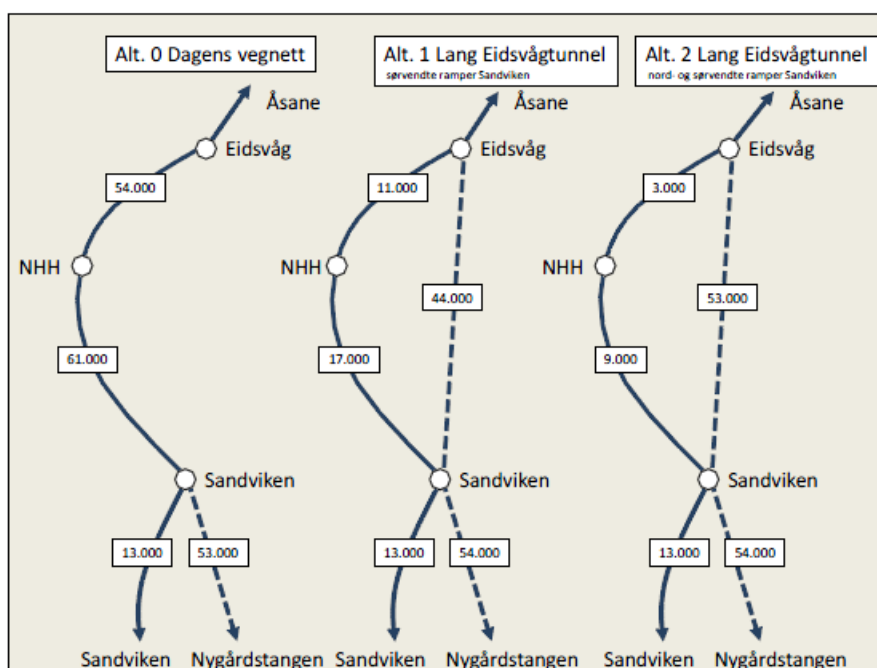 Alt. 0 Dagens vegnett
Alt. 1 Lang Eidsvågtunnel
sørvendte ramper Sandviken
Alt. 2 Lang Eidsvågtunnel
nord- og sørvendte ramper Sandviken
Åsane
Åsane
Åsane
Eidsvåg
Eidsvåg
Eidsvåg
54.000
11.000
3.000
NHH
NHH
NHH
44.000
53.000
61.000
17.000
9.000
Sandviken
Sandviken
Sandviken
13.000
53.000
13.000
54.000
13.000
54.000
Sandviken
Nygårdstangen
Sandviken
Nygårdstangen
Sandviken
Nygårdstangen